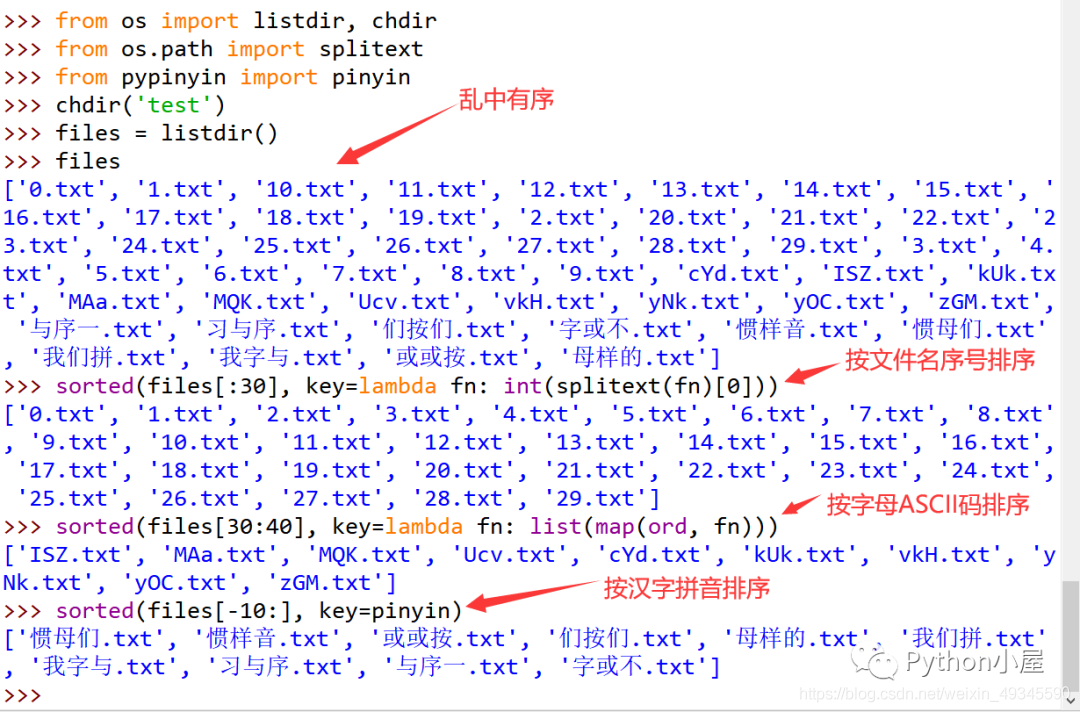 >>> from os import listdir, chdir
>>> from os.path import splitext
>>> from pypinyin import pinyin
>>> chdir('test')
乱中有序
>>> files = listdir()
>>> files
['0.txt', '1.txt', '10.txt', '11.txt', '12.txt', '13.txt', '14.txt', '15.txt', '
16.txt', '17.txt', '18.txt', '19.txt', '2.txt', '20.txt', '21.txt', '22.txt', '2
3.txt', '24.txt', '25.txt', '26.txt', '27.txt', '28.txt', '29.txt', '3.txt', '4.
txt', '5.txt', '6.txt', '7.txt', '8.txt', '9.txt', 'cYd.txt', 'ISZ.txt', 'kUk.tx
t', 'MAa.txt', 'MQK.txt', 'Ucv.txt', 'vkH.txt', 'yNk.txt', 'yOC.txt', 'zGM.txt',
'与序一.txt', '习与序.txt', '们按们.txt', '字或不.txt', '惯样音.txt', '惯母们.txt'
, '我们拼.txt', '我字与.txt', '或或按.txt', '母样的.txt']
按文件名序号排序
>>> sorted(files[:30], key=lambda fn: int(splitext(fn)[0]))
['0.txt', '1.txt', '2.txt', '3.txt', '4.txt', '5.txt', '6.txt', '7.txt', '8.txt'
, '9.txt', '10.txt', '11.txt', '12.txt', '13.txt', '14.txt', '15.txt', '16.txt',
'17.txt', '18.txt', '19.txt', '20.txt', '21.txt', '22.txt', '23.txt', '24.txt',
'25.txt', '26.txt', '27.txt', '28.txt', '29.txt']
按字母ASCII码排序
>>> sorted(files[30:40], key=lambda fn: list(map(ord, fn)))
['ISZ.txt', 'MAa.txt', 'MQK.txt', 'Ucv.txt', 'cYd.txt', 'kUk.txt', 'vkH.txt', 'y
Nk.txt', 'yOC.txt', 'zGM.txt']
按汉字拼音排序
>>> sorted(files[-10:], key=pinyin)
['惯母们.txt', '惯样音.txt', '或或按.txt', '们按们.txt', '母样的.txt', '我们拼.txt'
, '我字与.txt', '习与序.txt', '与序一.txt', '字或不.txt']
Python小屋
>>>
https://blog.csdn.net/weixin_49345590